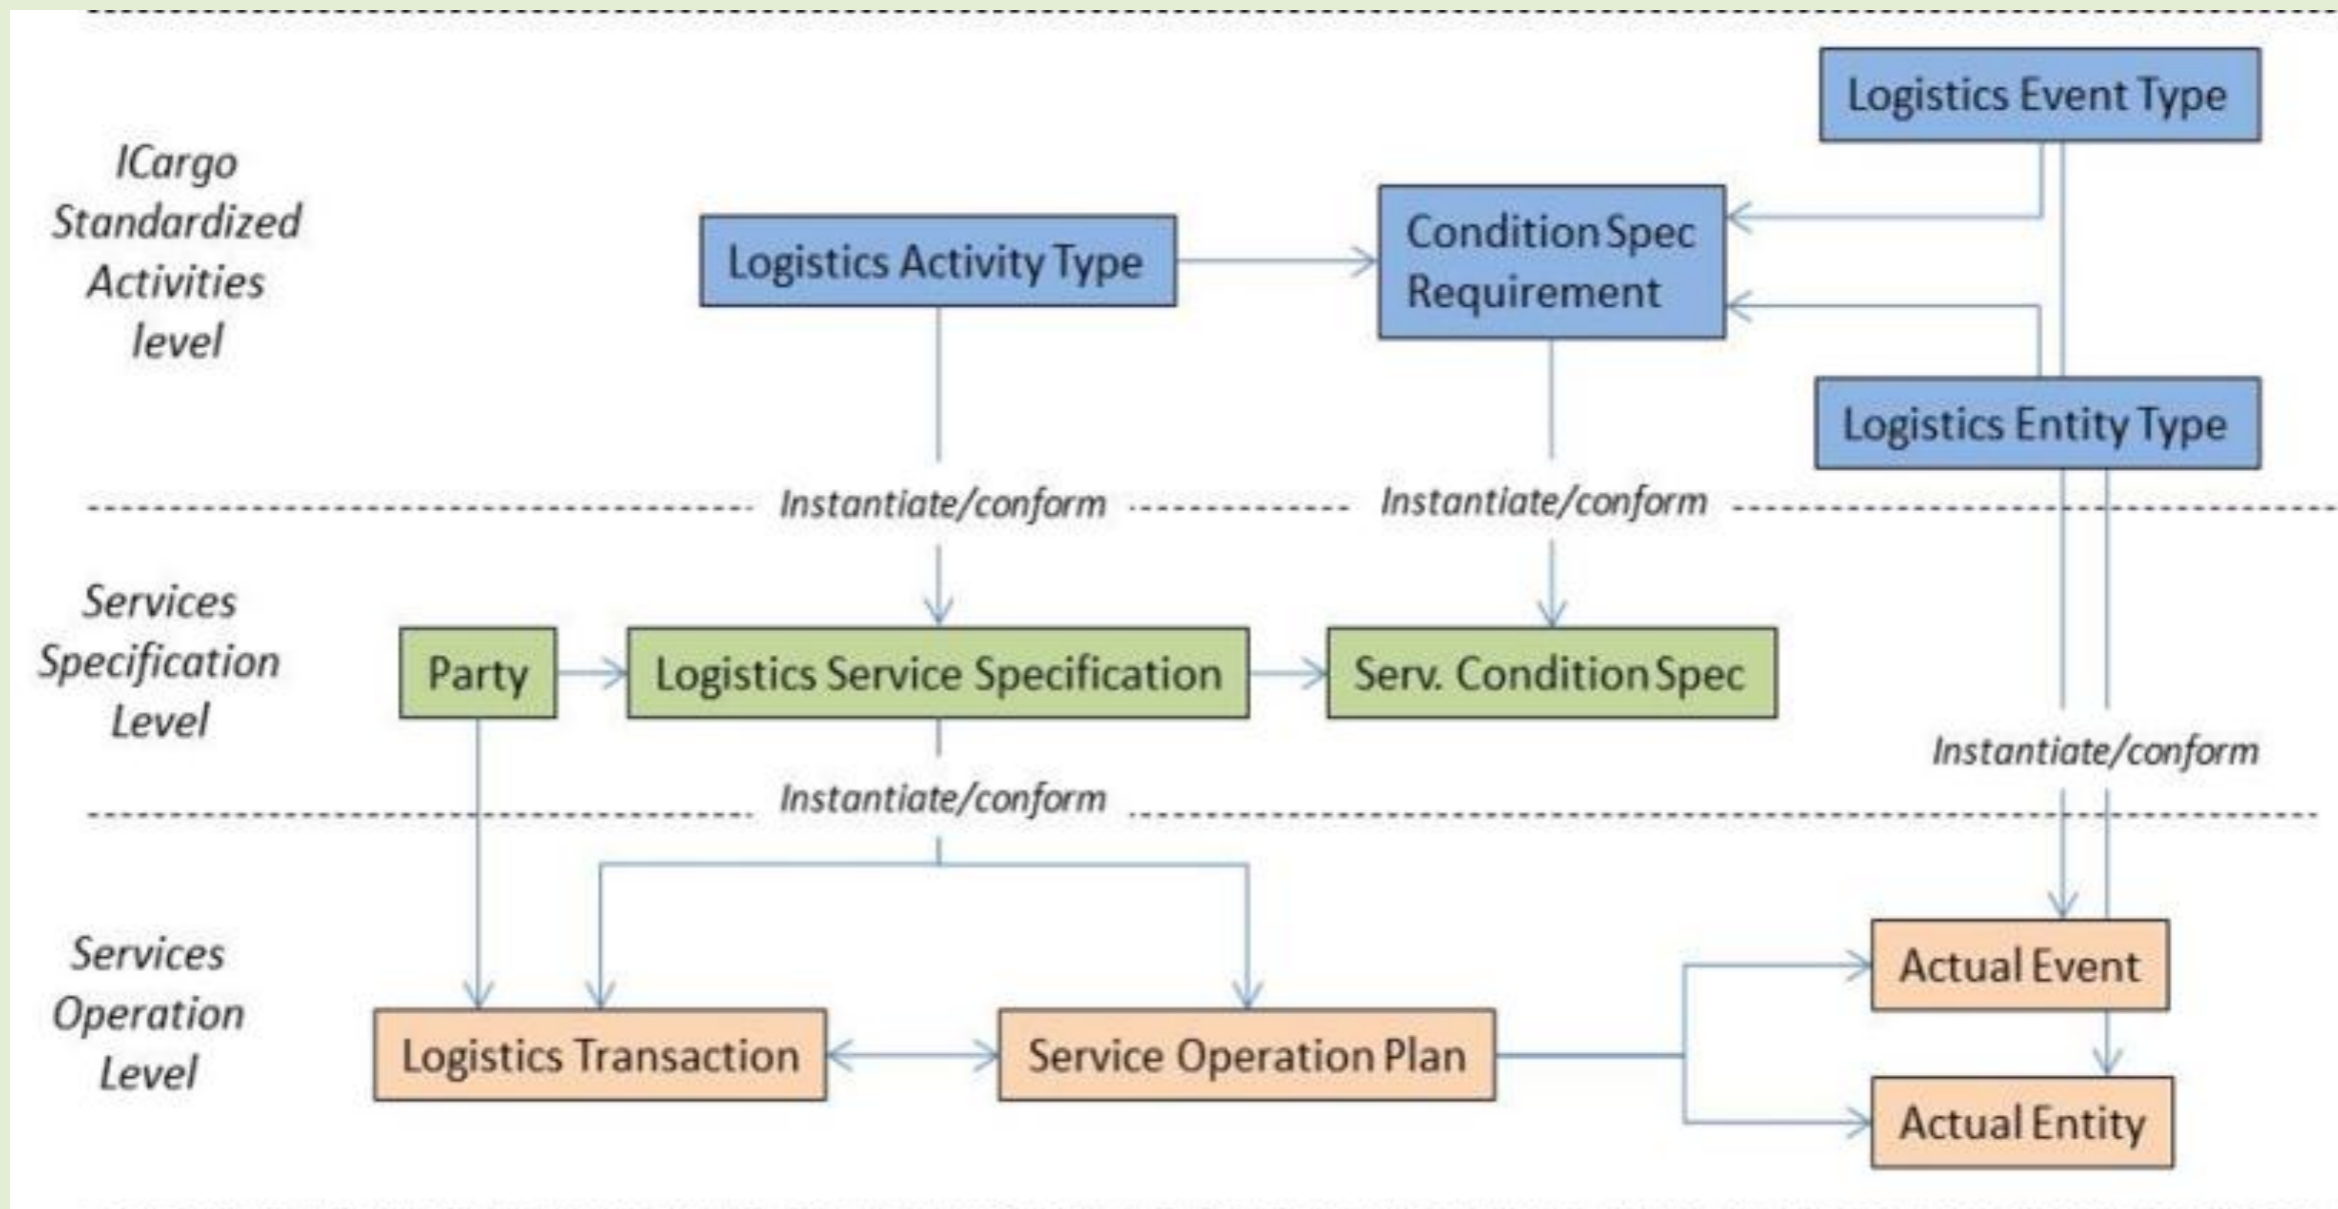 Logistics Event Type
ICargo
Standardized
Activities
level
Logistics Activity Type
Condition Spec
Requirement
Logistics Entity Type
Instantiate/conform
Instantiate/conform
Services
Specification
Level
Party
Logistics Service Specification
Serv. Condition Spec
Instantiate/conform
Instantiate/conform
Services
Operation
Level
Actual Event
Logistics Transaction
Service Operation Plan
Actual Entity